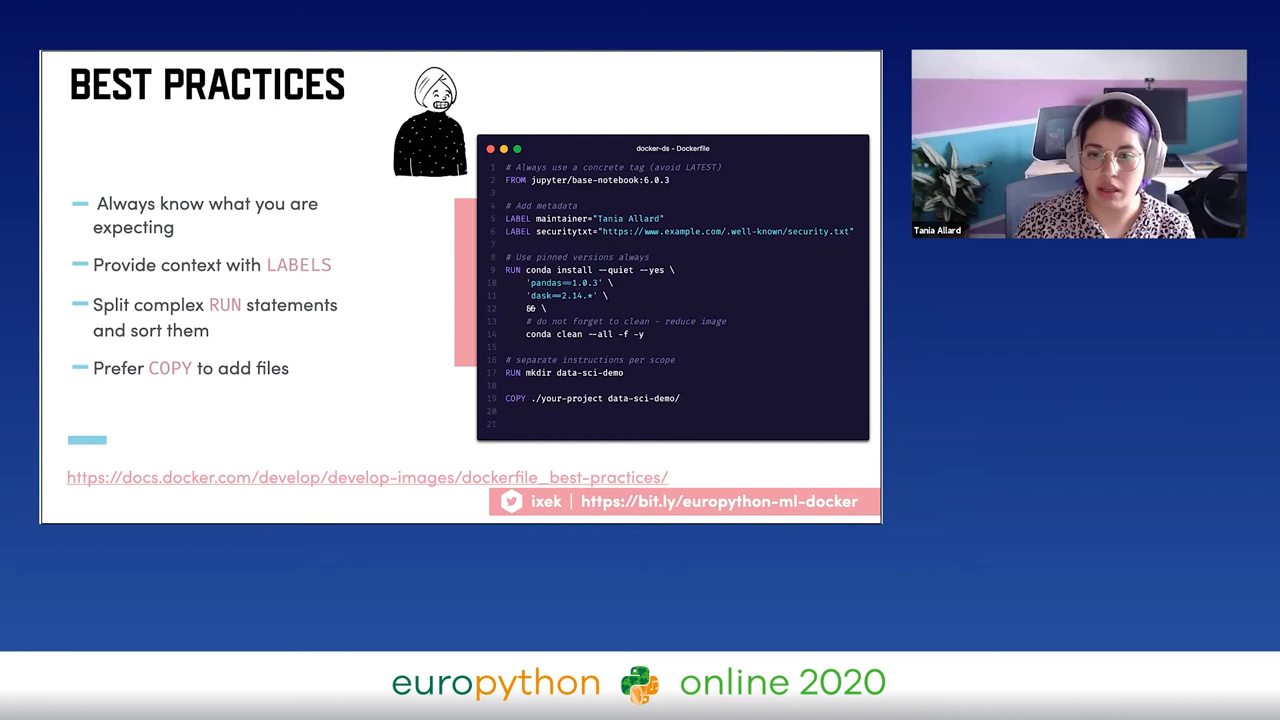 BEST PRACTICES
Always know what you are
expecting
Provide context with LABELS
Split complex RUN statements
and sort them
Prefer COPY to add files
docker-ds - Dockerfile
1 # Always use a concrete tag (avoid LATEST)
2 FROM jupyter/base-notebook:6.0.3
3
4 # Add metadata
5 LABEL maintainer="Tania Allard"
6 LABEL securitytxt="https://www.example.com/.well-known/security.txt"
7
8 # Use pinned versions always
9 RUN conda install --quiet --yes \
10 'pandas==1.0.3' \
11 'dask==2.14.*' \
12 && \
13 # do not forget to clean - reduce image
14 conda clean --all -f -y
15
16 # separate instructions per scope
17 RUN mkdir data-sci-demo
18
19 COPY ./your-project data-sci-demo/
20
21
https://docs.docker.com/develop/develop-images/dockerfile_best-practices/
ixek | https://bit.ly/europython-ml-docker
Tania Allard
europython online 2020